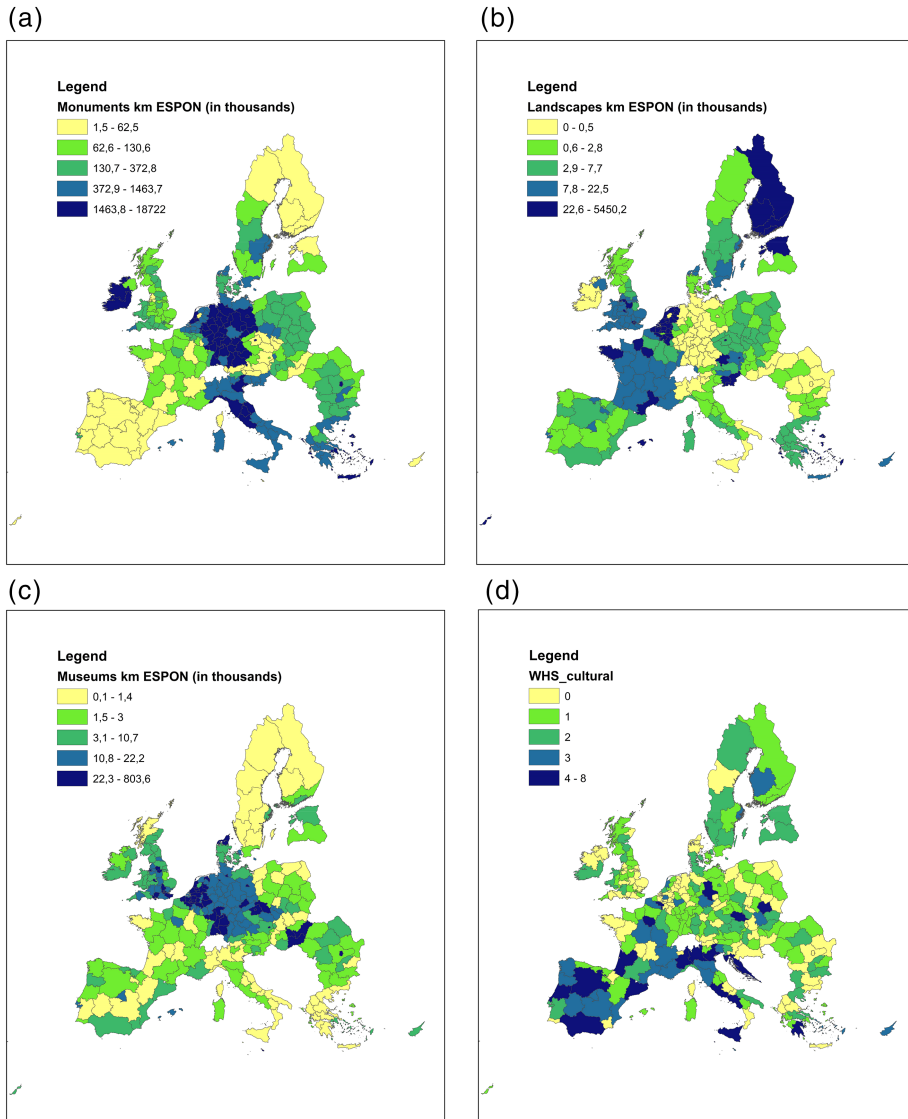 (a)
Legend
Monuments km ESPON (in thousands)
1,5 - 62,5
62,6 - 130,6
130,7 - 372,8
372,9 - 1463,7
1463,8 - 18722
(b)
Legend
Landscapes km ESPON (in thousands)
0 - 0,5
0,6 - 2,8
2,9 - 7,7
7,8 - 22,5
22,6 - 5450,2
(c)
Legend
Museums km ESPON (in thousands)
0,1 - 1,4
1,5 - 3
3,1 - 10,7
10,8 - 22,2
22,3 - 803,6
(d)
Legend
WHS_cultural
0
1
2
3
4 - 8